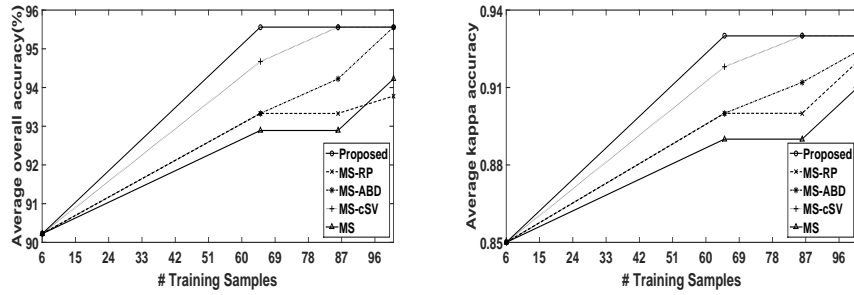 Average overall accuracy(%)
96
95
94
93
92
91
90
6 15 24 33 42 51 60 69 78 87 96
# Training Samples
Proposed
MS-RP
MS-ABD
MS-cSV
MS
Average kappa accuracy
0.94
0.91
0.88
0.85
6 15 24 33 42 51 60 69 78 87 96
# Training Samples
Proposed
MS-RP
MS-ABD
MS-cSV
MS